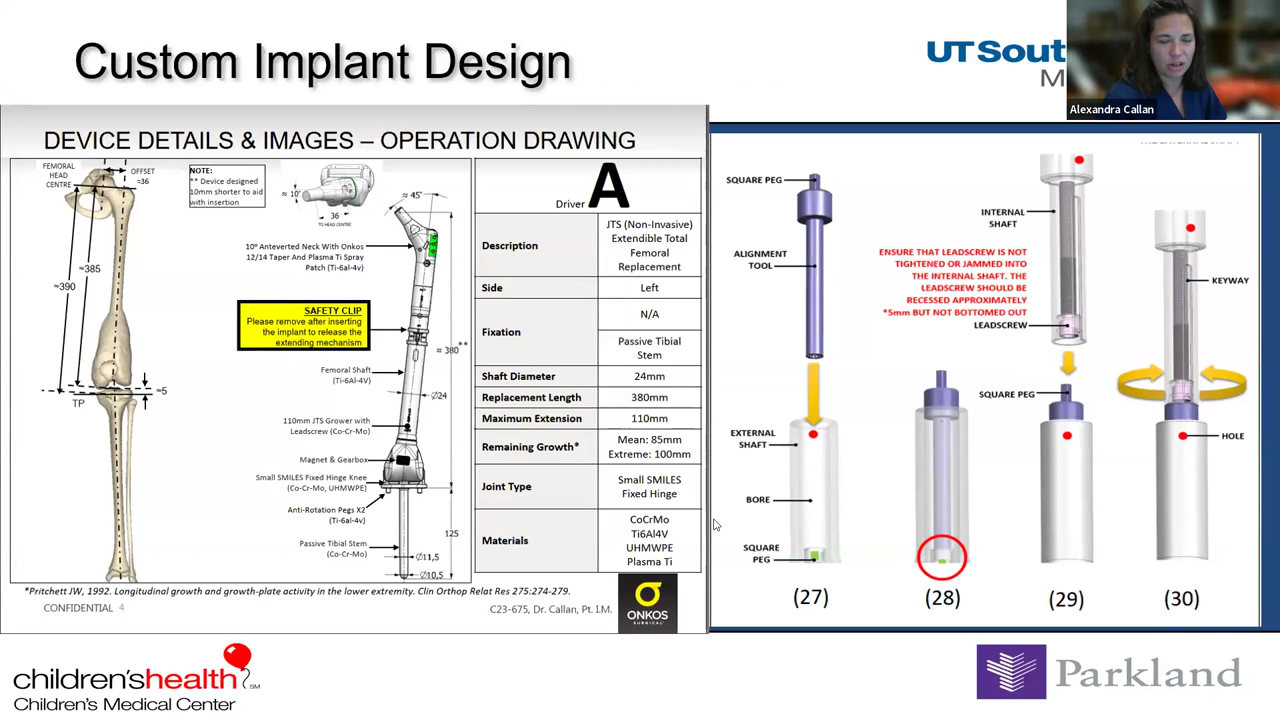 Custom Implant Design
UT Sout
M
Alexandra Callan
DEVICE DETAILS & IMAGES – OPERATION DRAWING
FEMORAL
HEAD
CENTRE
OFFSET
≈36
≈385
≈390
TP
≈5
NOTE:
** Device designed
10mm shorter to aid
with insertion
≈ 10°
36
TO HEAD CENTRE
≈ 45°
10° Anteverted Neck With Onkos
12/14 Taper And Plasma Ti Spray
Patch (Ti-6al-4v)
SAFETY CLIP
Please remove after inserting
the implant to release the
extending mechanism
≈ 380**
Femoral Shaft
(Ti-6Al-4V)
Ø24
110mm JTS Grower with
Leadscrew (Co-Cr-Mo)
Magnet & Gearbox
Small SMILES Fixed Hinge Knee
(Co-Cr-Mo, UHMWPE)
Anti-Rotation Pegs X2
(Ti-6al-4v)
125
Passive Tibial Stem
(Co-Cr-Mo)
Ø11,5
Ø10,5
Driver A
Description
JTS (Non-Invasive)
Extendible Total
Femoral
Replacement
Side
Left
Fixation
N/A
Passive Tibial
Stem
Shaft Diameter
24mm
Replacement Length
380mm
Maximum Extension
110mm
Remaining Growth*
Mean: 85mm
Extreme: 100mm
Joint Type
Small SMILES
Fixed Hinge
Materials
CoCrMo
Ti6Al4V
UHMWPE
Plasma Ti
*Pritchett JW, 1992. Longitudinal growth and growth-plate activity in the lower extremity. Clin Orthop Relat Res 275:274-279.
CONFIDENTIAL 4
C23-675, Dr. Callan, Pt. I.M.
ONKOS
SURGICAL
SQUARE PEG
ALIGNMENT
TOOL
EXTERNAL
SHAFT
BORE
SQUARE
PEG
(27)
(28)
INTERNAL
SHAFT
ENSURE THAT LEADSCREW IS NOT
TIGHTENED OR JAMMED INTO
THE INTERNAL SHAFT. THE
LEADSCREW SHOULD BE
RECESSED APPROXIMATELY
*5mm BUT NOT BOTTOMED OUT
LEADSCREW
SQUARE PEG
(29)
KEYWAY
HOLE
(30)
children'shealth℠
Children's Medical Center
Parkland